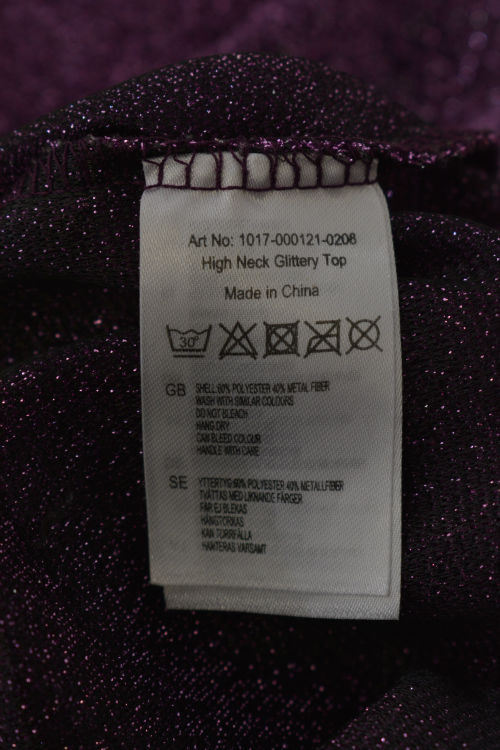 Art No: 1017-000121-0208
High Neck Glittery Top
Made in China
30°
GB SHELL:60% POLYESTER 40% METAL FIBER
WASH WITH SIMILAR COLOURS
DO NOT BLEACH
HANG DRY
CAN BLEED COLOUR
HANDLE WITH CARE
SE YTTERTYG:60% POLYESTER 40% METALLFIBER
TVÄTTAS MED LIKNANDE FÄRGER
FÅR EJ BLEKAS
HÄNGTORKAS
KAN TORRFÄLLA
HANTERAS VARSAMT